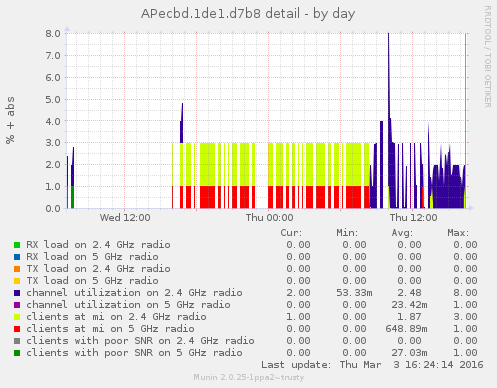 APecbd.1de1.d7b8 detail - by day
RRDTOOL / TOBI OETIKER
% + abs
8.0
7.0
6.0
5.0
4.0
3.0
2.0
1.0
0.0
Wed 12:00 Thu 00:00 Thu 12:00
Cur: Min: Avg: Max:
RX load on 2.4 GHz radio 0.00 0.00 0.00 0.00
RX load on 5 GHz radio 0.00 0.00 0.00 0.00
TX load on 2.4 GHz radio 0.00 0.00 0.00 0.00
TX load on 5 GHz radio 0.00 0.00 0.00 0.00
channel utilization on 2.4 GHz radio 2.00 53.33m 2.48 8.00
channel utilization on 5 GHz radio 0.00 0.00 23.42m 1.00
clients at mi on 2.4 GHz radio 1.00 0.00 1.87 3.00
clients at mi on 5 GHz radio 0.00 0.00 648.89m 1.00
clients with poor SNR on 2.4 GHz radio 0.00 0.00 0.00 0.00
clients with poor SNR on 5 GHz radio 0.00 0.00 27.03m 1.00
Last update: Thu Mar 3 16:24:14 2016
Munin 2.0.25-1ppa2~trusty